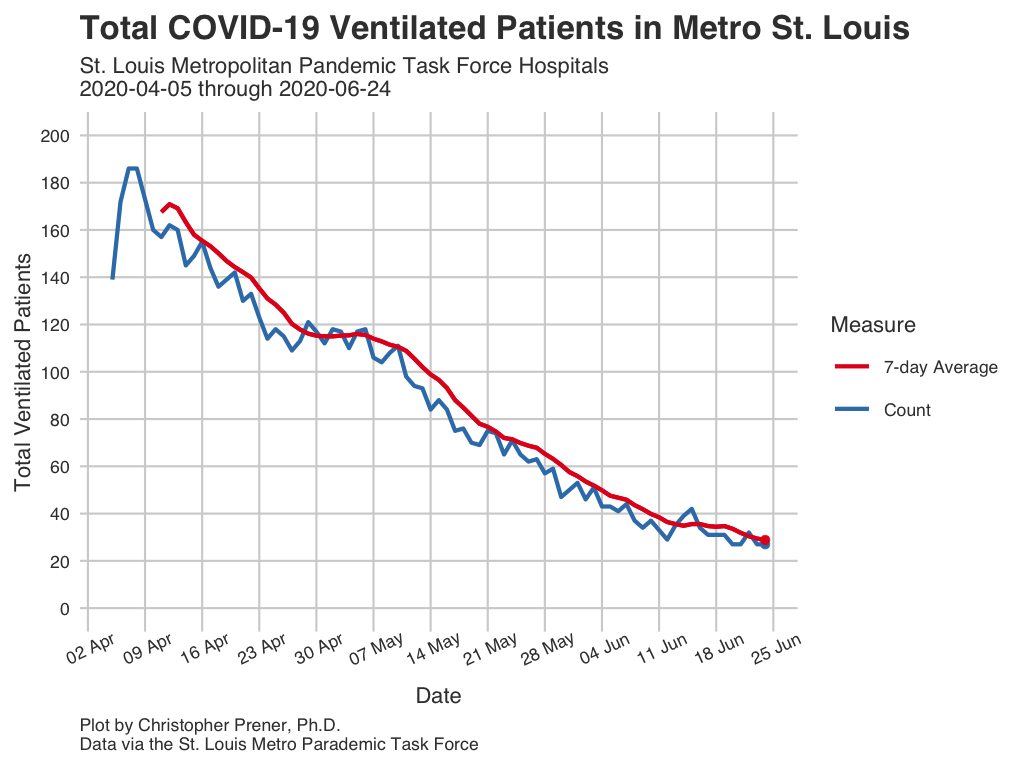 Total COVID-19 Ventilated Patients in Metro St. Louis
St. Louis Metropolitan Pandemic Task Force Hospitals
2020-04-05 through 2020-06-24
Total Ventilated Patients
200
180
160
140
120
100
80
60
40
20
0
02 Apr
09 Apr
16 Apr
23 Apr
30 Apr
07 May
14 May
21 May
28 May
04 Jun
11 Jun
18 Jun
25 Jun
Date
Measure
7-day Average
Count
Plot by Christopher Prener, Ph.D.
Data via the St. Louis Metro Parademic Task Force